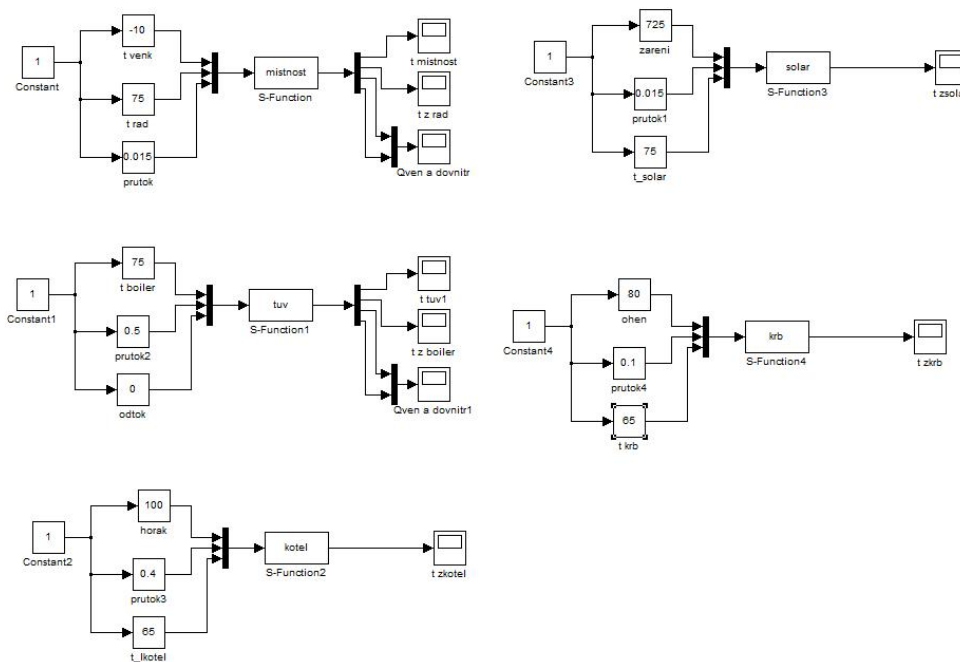 1
Constant
-10
t venk
75
t rad
0.015
prutok
mistnost
S-Function
t mistnost
t z rad
Qven a dovnitr
1
Constant3
725
zareni
0.015
prutok1
75
t_solar
solar
S-Function3
1
Constant1
75
t boiler
0.5
prutok2
0
odtok
tuv
S-Function1
t tuv1
t z boiler
Qven a dovnitr1
1
Constant4
80
ohen
0.1
prutok4
65
t krb
krb
S-Function4
t zkrb
1
Constant2
100
horak
0.4
prutok3
65
kotel
S-Function2
t zkotel